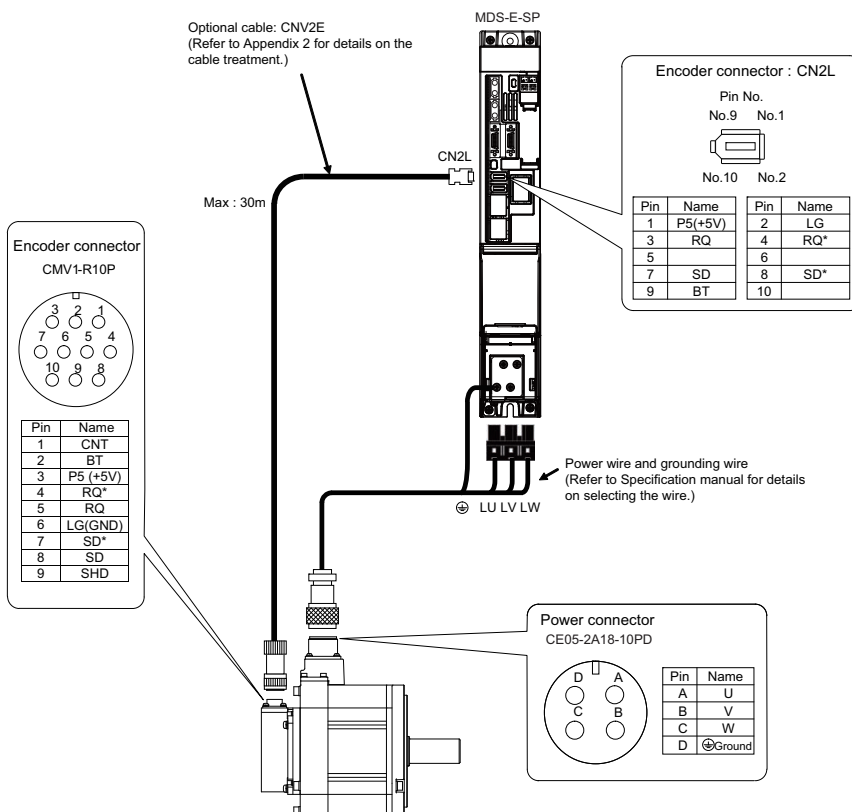 Optional cable: CNV2E
(Refer to Appendix 2 for details on the
cable treatment.)
MDS-E-SP
CN2L
Max : 30m
Encoder connector : CN2L
Pin No.
No.9 No.1
No.10 No.2
Pin Name Pin Name
1 P5(+5V) 2 LG
3 RQ 4 RQ*
5 6
7 SD 8 SD*
9 BT 10
Encoder connector
CMV1-R10P
3 2 1
7 6 5 4
10 9 8
Pin Name
1 CNT
2 BT
3 P5 (+5V)
4 RQ*
5 RQ
6 LG(GND)
7 SD*
8 SD
9 SHD
Power wire and grounding wire
(Refer to Specification manual for details
on selecting the wire.)
LU LV LW
Power connector
CE05-2A18-10PD
D A
C B
Pin Name
A U
B V
C W
D Ground